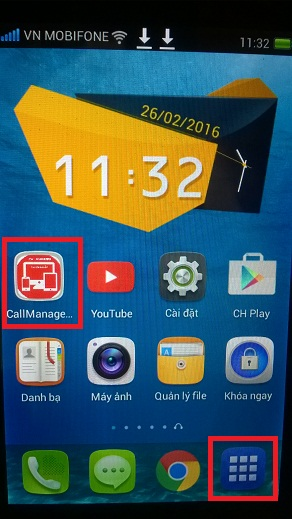 VN MOBIFONE
11:32
26/02/2016
11:32
CallManage...
YouTube
Cài đặt
CH Play
Danh bạ
Máy ảnh
Quản lý file
Khóa ngay